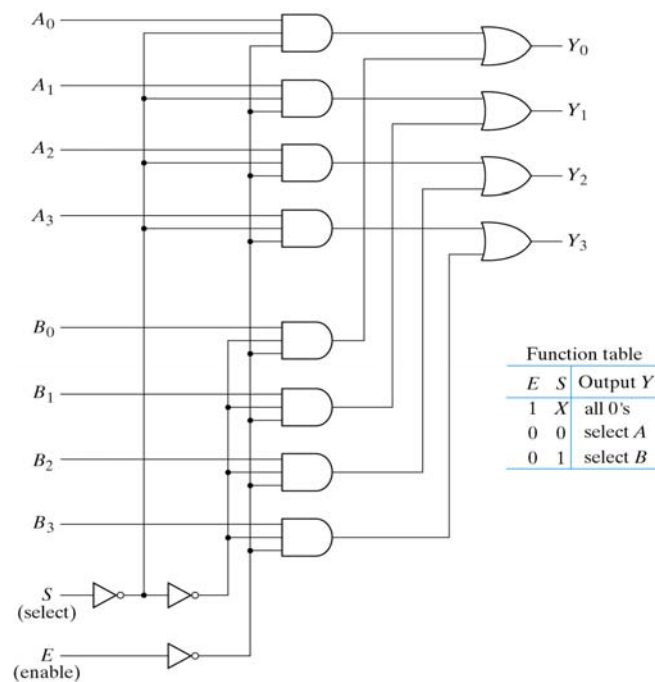 A0
Y0
A1
Y1
A2
Y2
A3
Y3
B0
B1
B2
B3
S
(select)
E
(enable)
Function table
E S Output Y
1 X all 0's
0 0 select A
0 1 select B